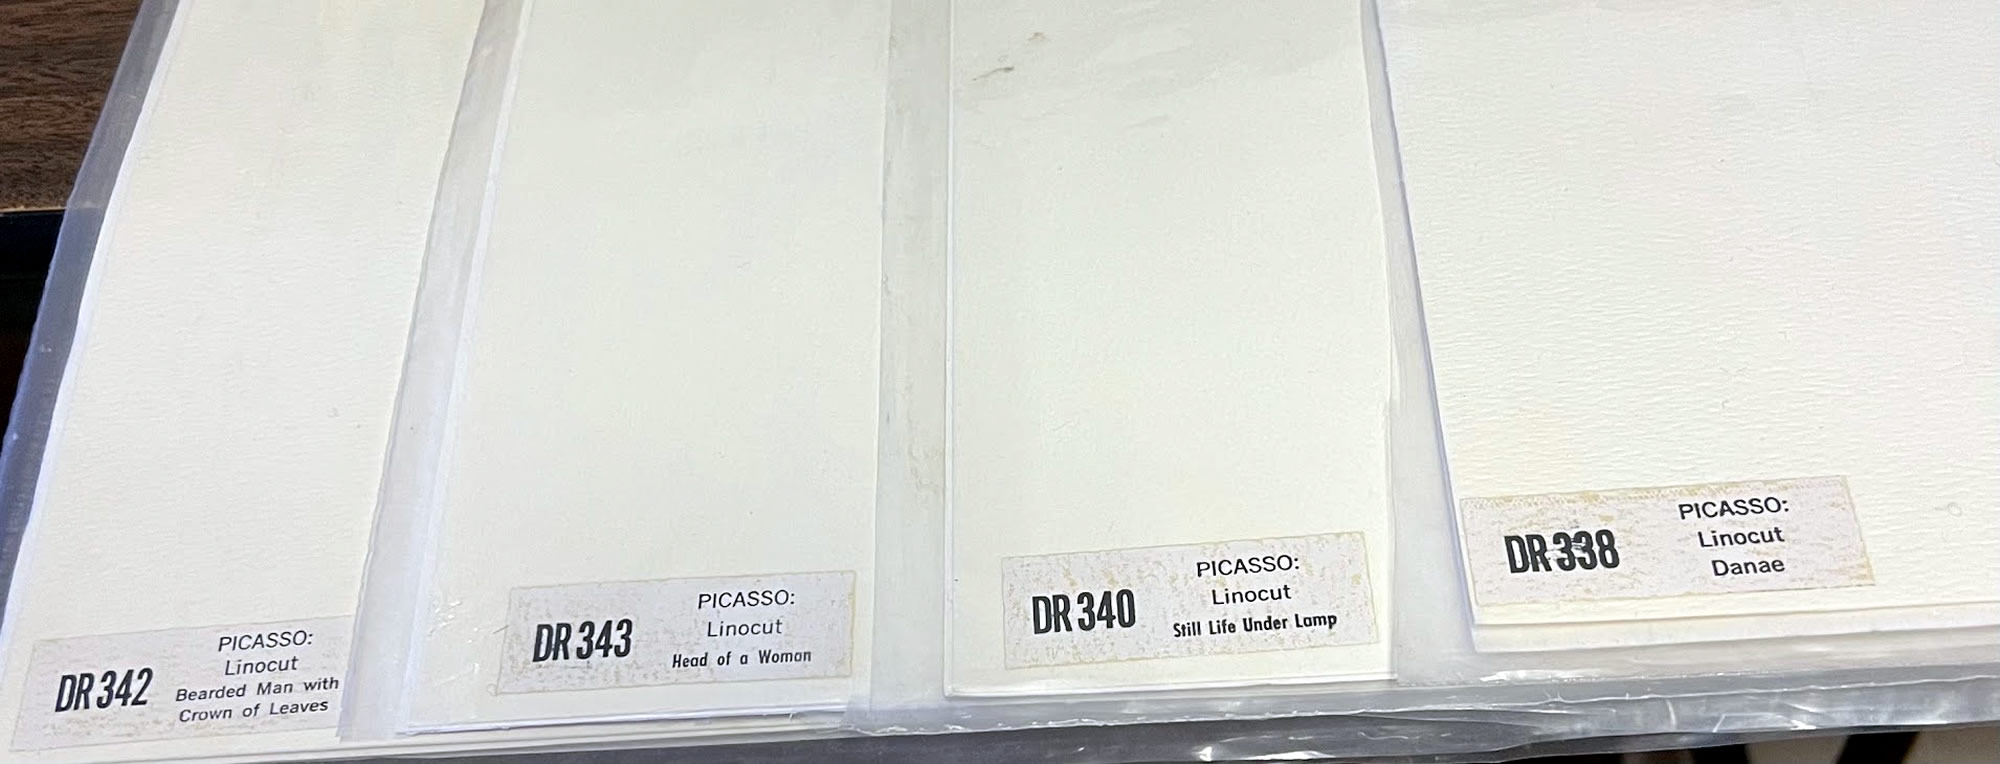 DR 342
PICASSO:
Linocut
Bearded Man with
Crown of Leaves
DR 343
PICASSO:
Linocut
Head of a Woman
DR 340
PICASSO:
Linocut
Still Life Under Lamp
DR 338
PICASSO:
Linocut
Danae